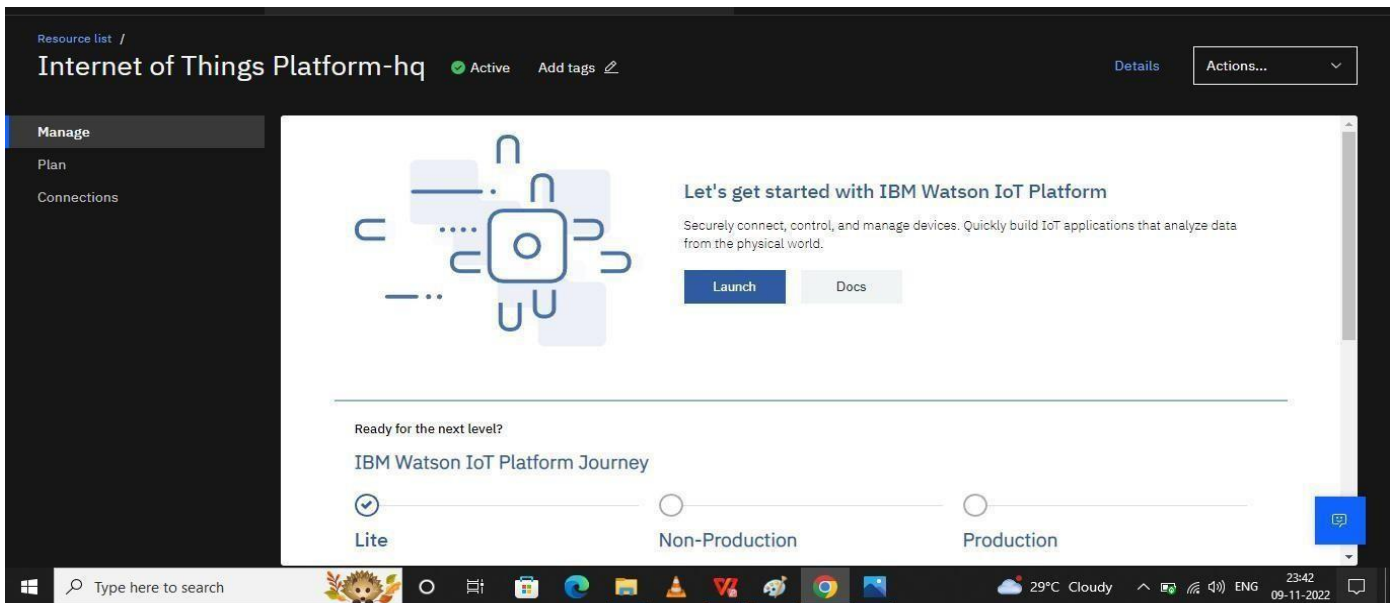 Resource list /
Internet of Things Platform-hq Active Add tags Details Actions...
Manage
Plan
Connections
Let's get started with IBM Watson IoT Platform
Securely connect, control, and manage devices. Quickly build IoT applications that analyze data
from the physical world.
Launch Docs
Ready for the next level?
IBM Watson IoT Platform Journey
Lite Non-Production Production
Type here to search 29°C Cloudy ENG 23:42
09-11-2022